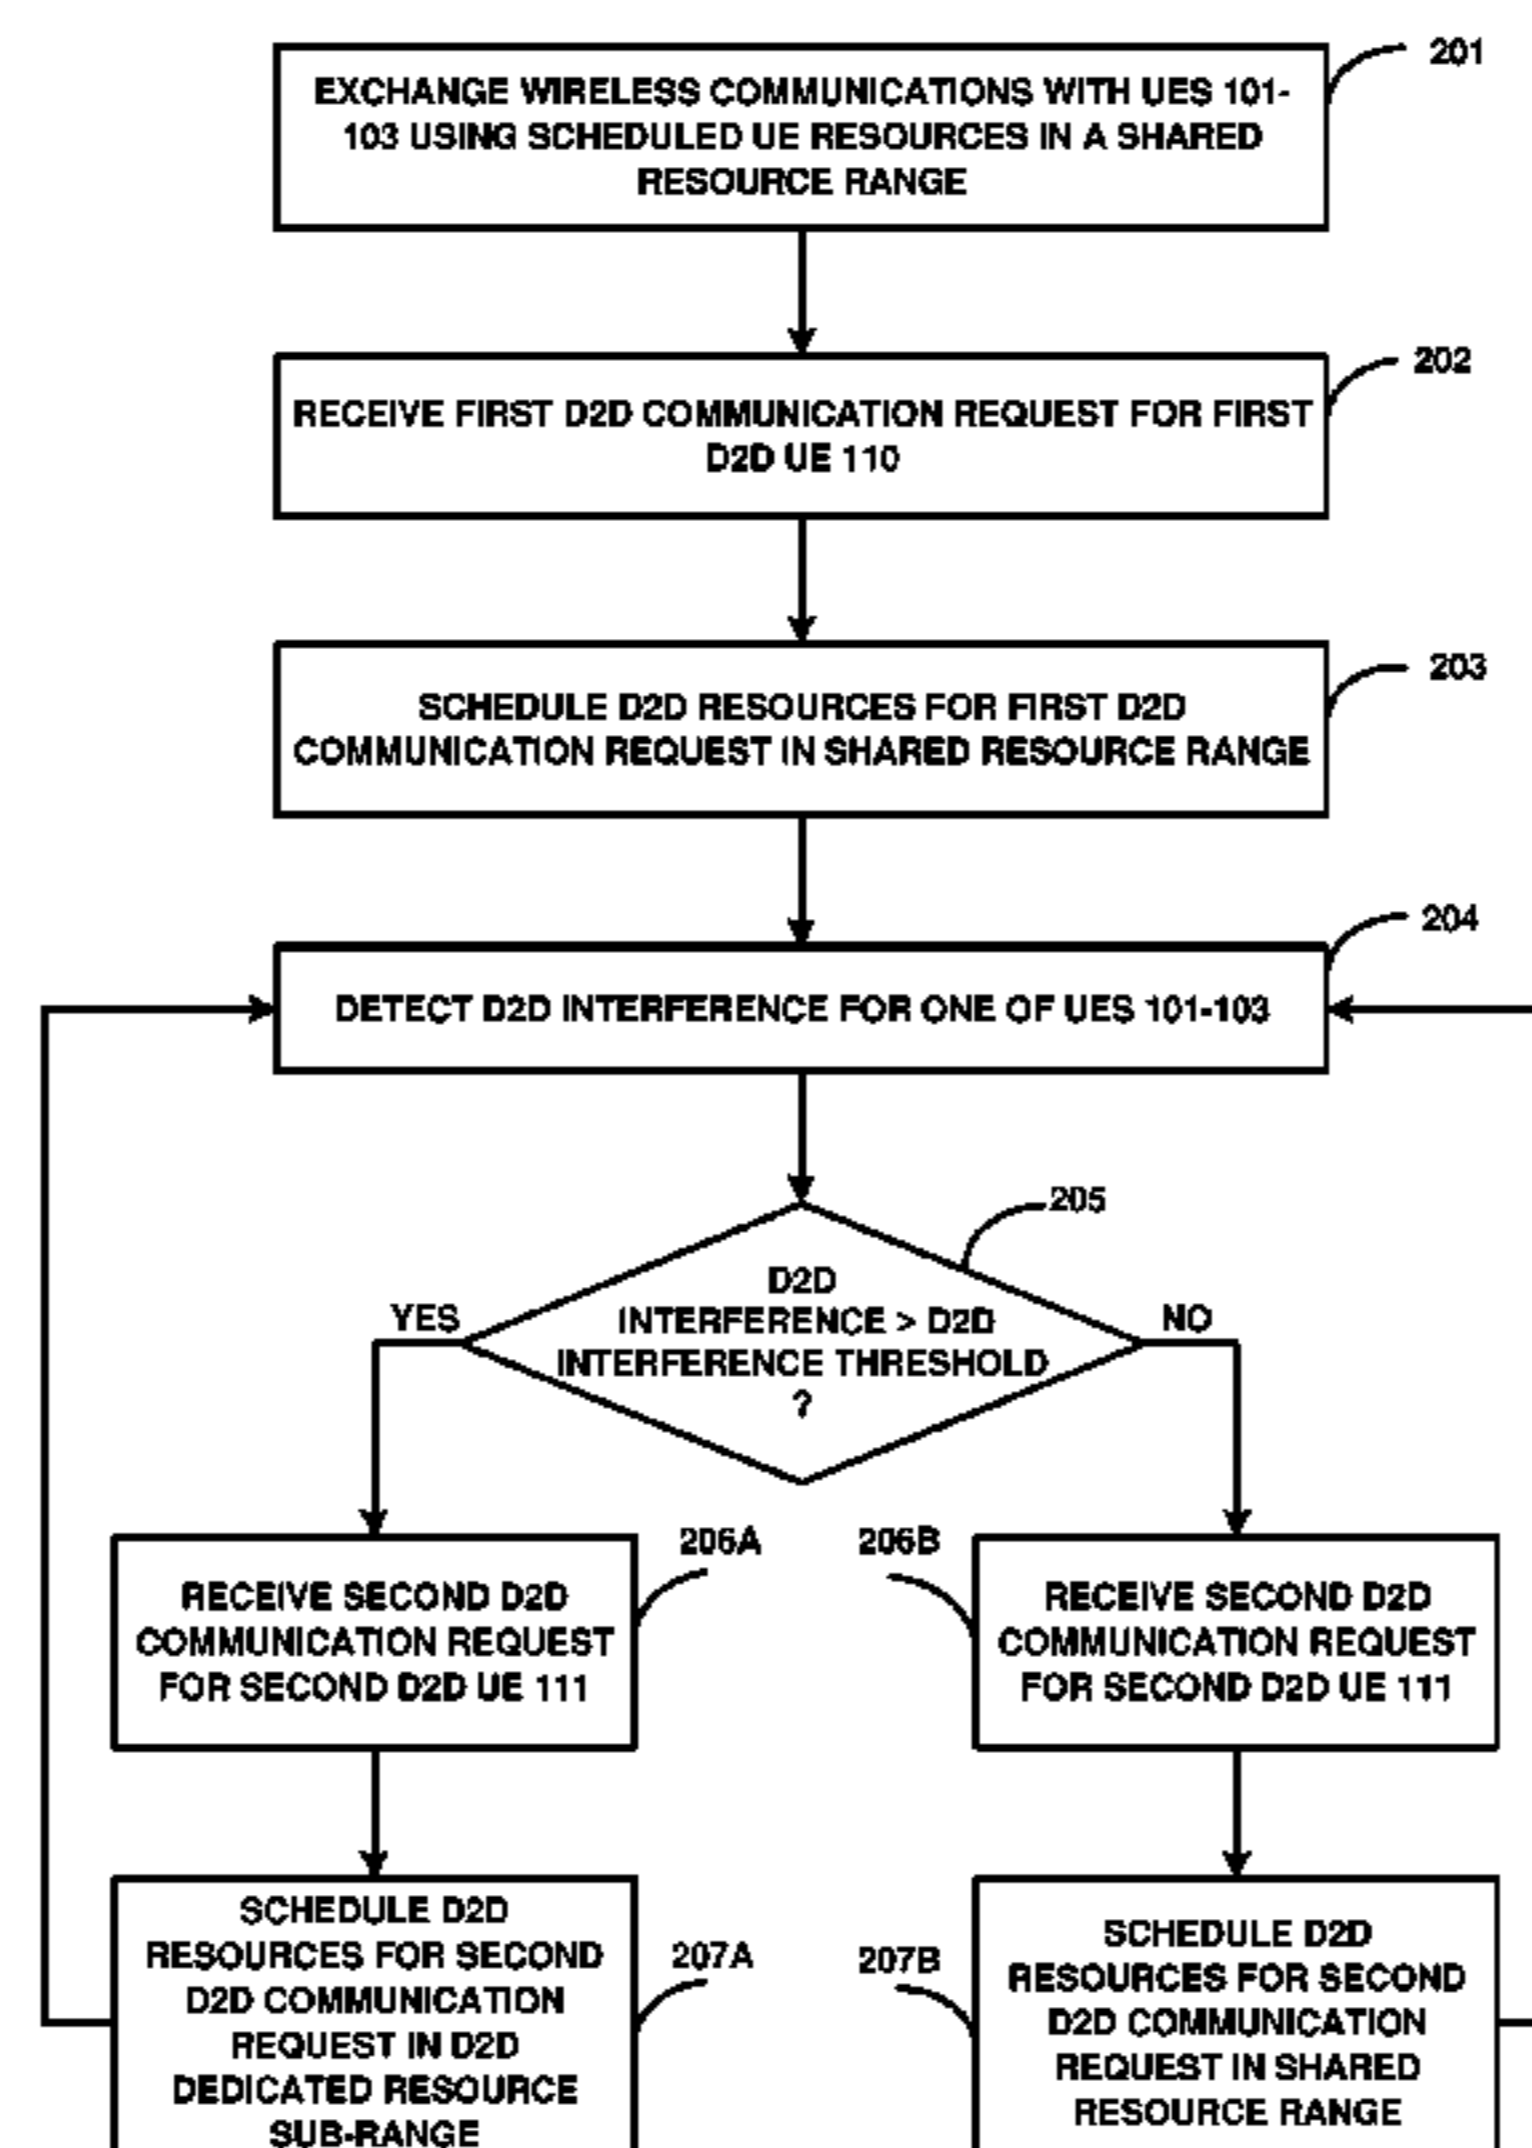 201
EXCHANGE WIRELESS COMMUNICATIONS WITH UES 101-
103 USING SCHEDULED UE RESOURCES IN A SHARED
RESOURCE RANGE
202
RECEIVE FIRST D2D COMMUNICATION REQUEST FOR FIRST
D2D UE 110
203
SCHEDULE D2D RESOURCES FOR FIRST D2D
COMMUNICATION REQUEST IN SHARED RESOURCE RANGE
204
DETECT D2D INTERFERENCE FOR ONE OF UES 101-103
205
D2D
INTERFERENCE > D2D
INTERFERENCE THRESHOLD
?
YES
NO
206A
RECEIVE SECOND D2D
COMMUNICATION REQUEST
FOR SECOND D2D UE 111
206B
RECEIVE SECOND D2D
COMMUNICATION REQUEST
FOR SECOND D2D UE 111
207A
SCHEDULE D2D
RESOURCES FOR SECOND
D2D COMMUNICATION
REQUEST IN D2D
DEDICATED RESOURCE
SUB-RANGE
207B
SCHEDULE D2D
RESOURCES FOR SECOND
D2D COMMUNICATION
REQUEST IN SHARED
RESOURCE RANGE